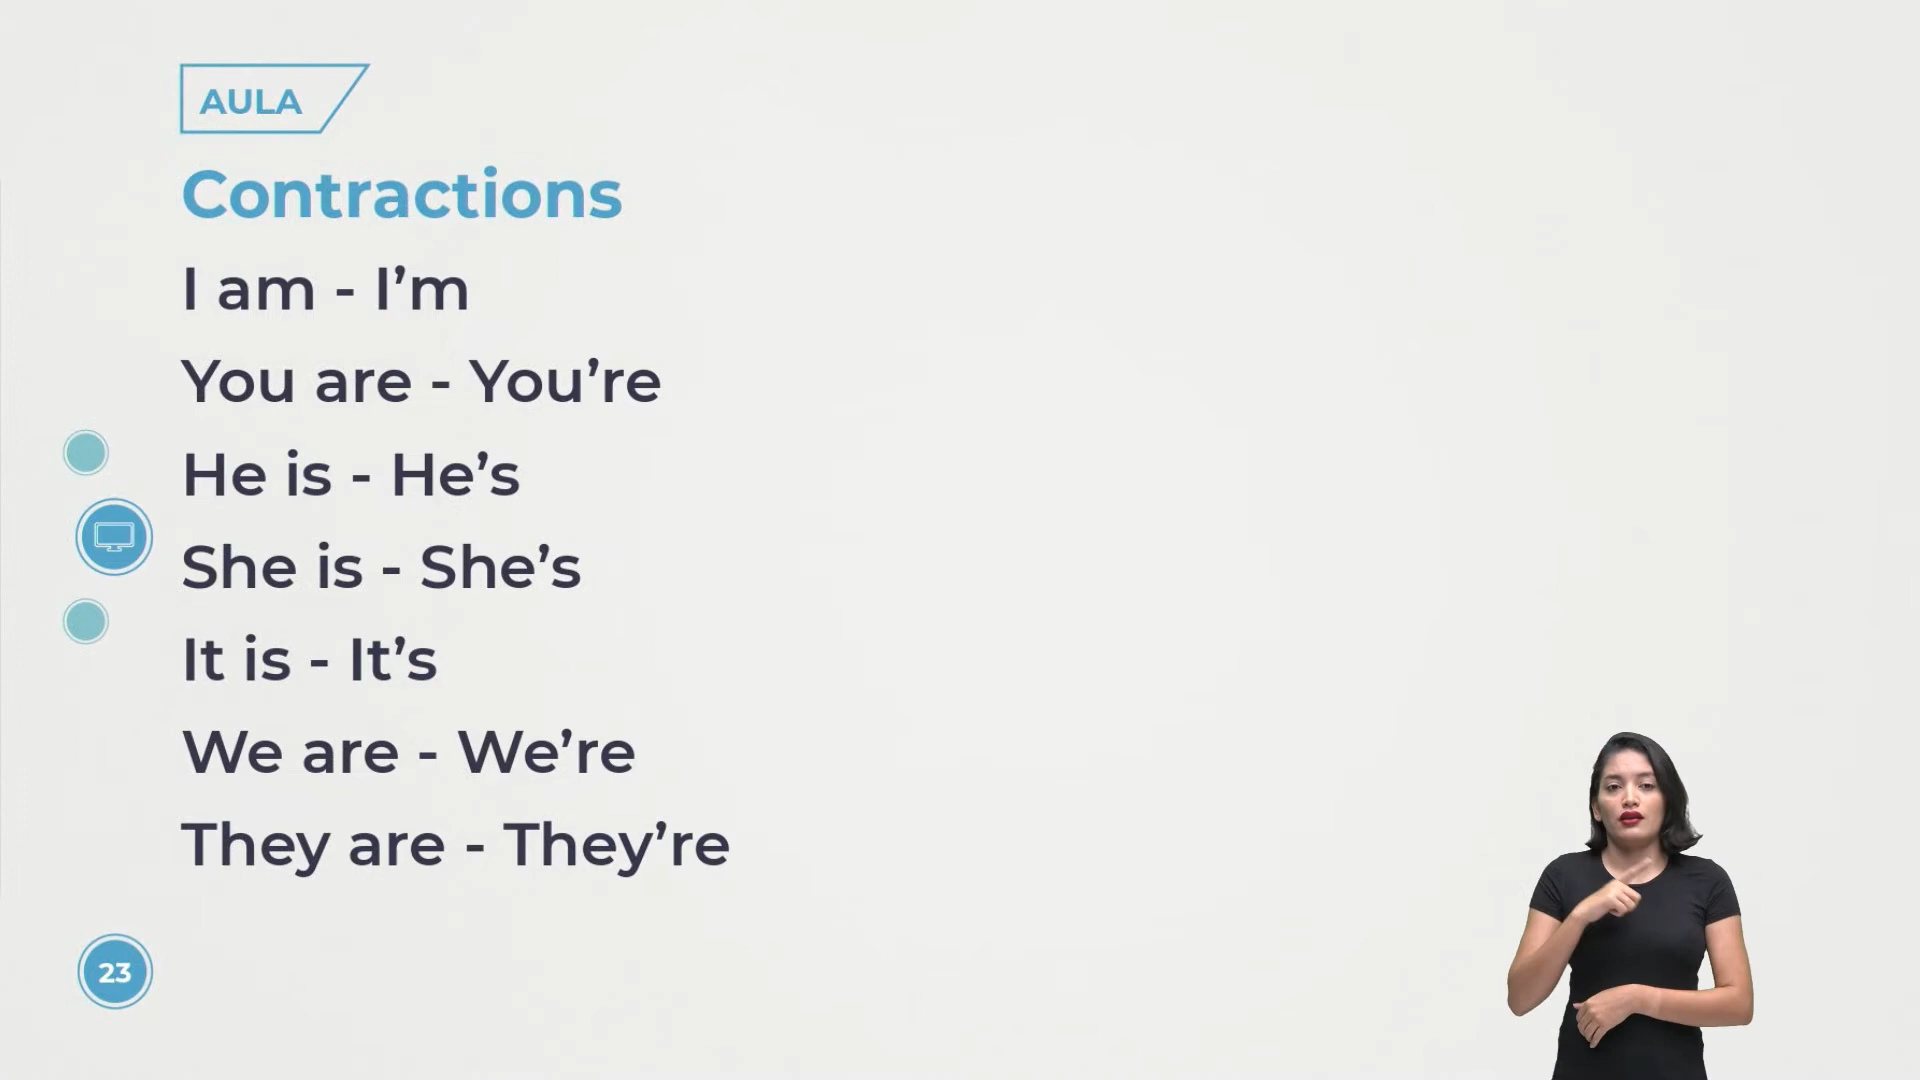 AULA
Contractions
I am - I’m
You are - You’re
He is - He’s
She is - She’s
It is - It’s
We are - We’re
They are - They’re
23